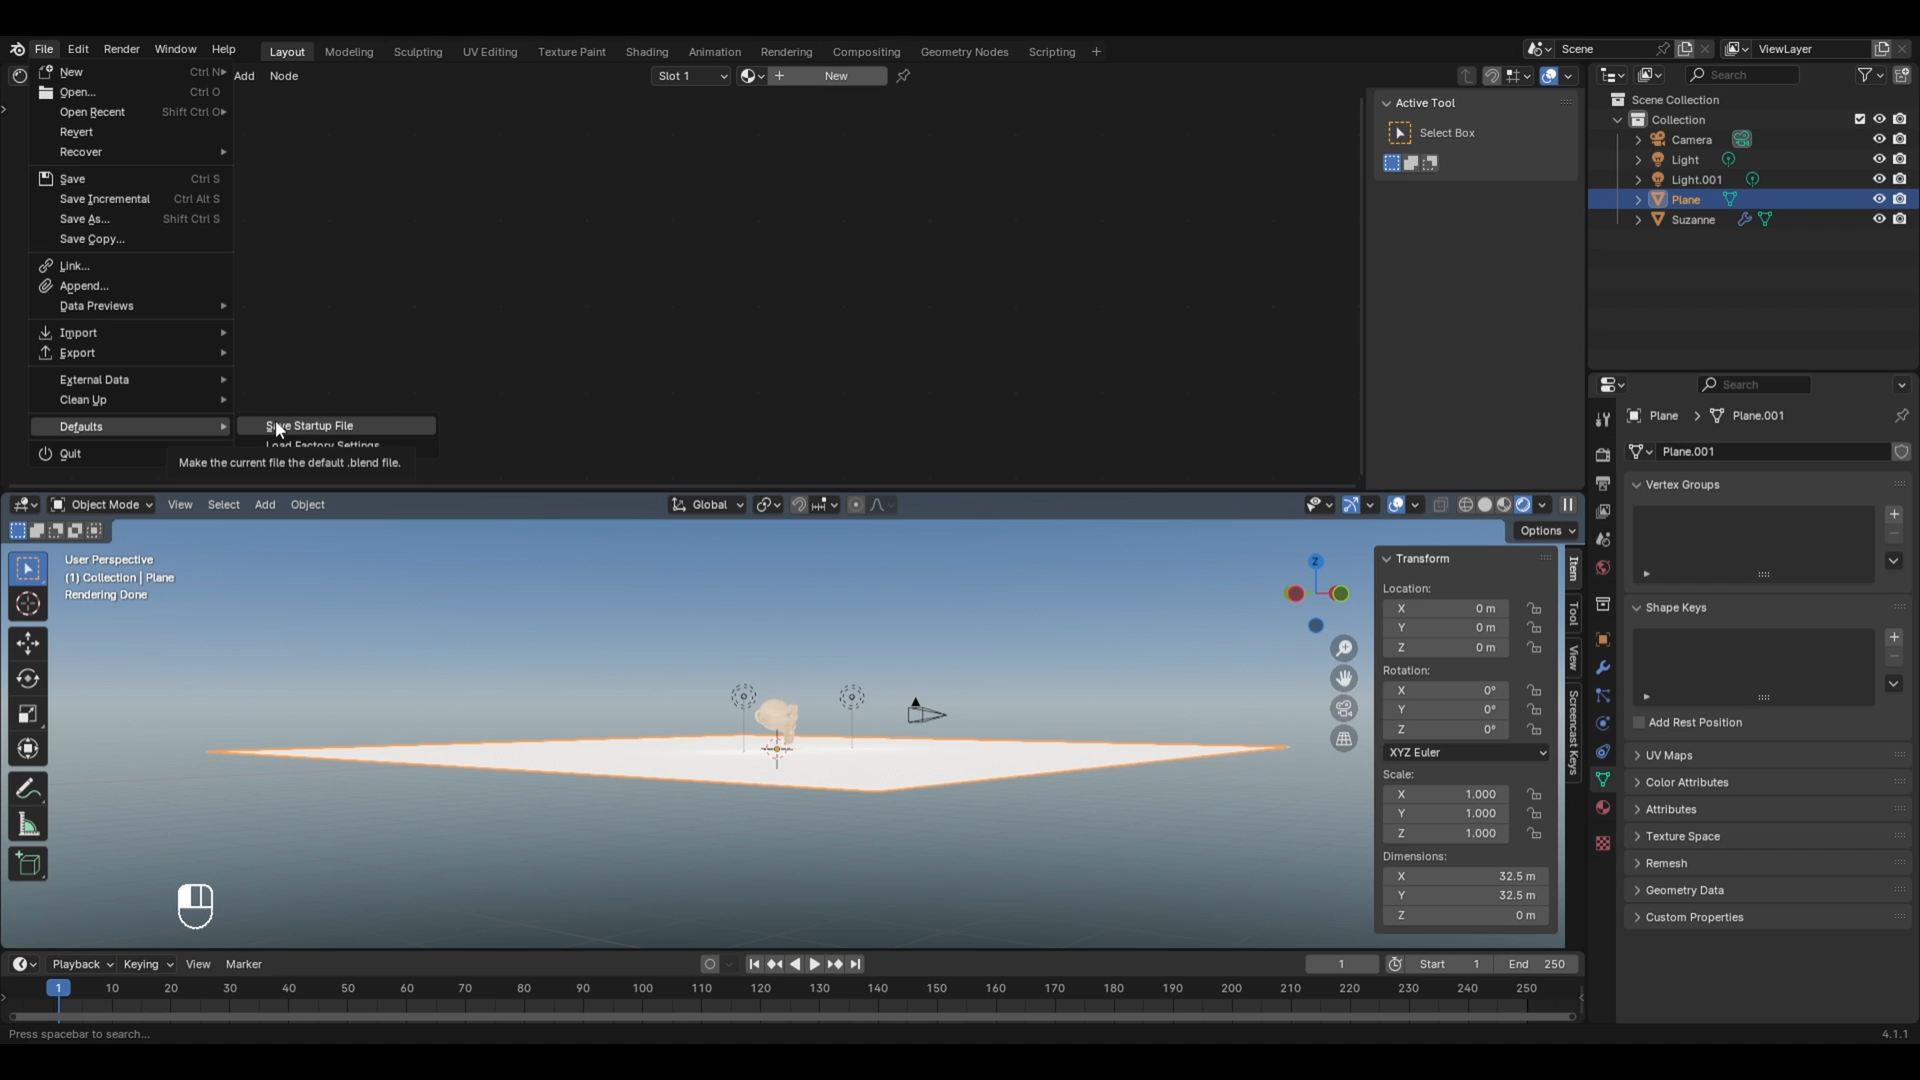 File Edit Render Window Help Layout Modeling Sculpting UV Editing Texture Paint Shading Animation Rendering Compositing Geometry Nodes Scripting + Scene ViewLayer
Add Node Slot 1 New Search
New Ctrl N
Open... Ctrl O
Open Recent Shift Ctrl O
Revert
Recover
Save Ctrl S
Save Incremental Ctrl Alt S
Save As... Shift Ctrl S
Save Copy...
Link...
Append...
Data Previews
Import
Export
External Data
Clean Up
Defaults
Quit
Save Startup File
Load Factory Settings
Make the current file the default .blend file.
Active Tool
Select Box
Scene Collection
Collection
Camera
Light
Light.001
Plane
Suzanne
Search
Plane > Plane.001
Plane.001
Vertex Groups
Shape Keys
Add Rest Position
UV Maps
Color Attributes
Attributes
Texture Space
Remesh
Geometry Data
Custom Properties
Object Mode View Select Add Object Global
Options
User Perspective
(1) Collection | Plane
Rendering Done
Z
Transform
Location:
X 0 m
Y 0 m
Z 0 m
Rotation:
X 0°
Y 0°
Z 0°
XYZ Euler
Scale:
X 1.000
Y 1.000
Z 1.000
Dimensions:
X 32.5 m
Y 32.5 m
Z 0 m
Item
Tool
View
Screencast Keys
Playback Keying View Marker 1 Start 1 End 250
1 10 20 30 40 50 60 70 80 90 100 110 120 130 140 150 160 170 180 190 200 210 220 230 240 250
Press spacebar to search... 4.1.1